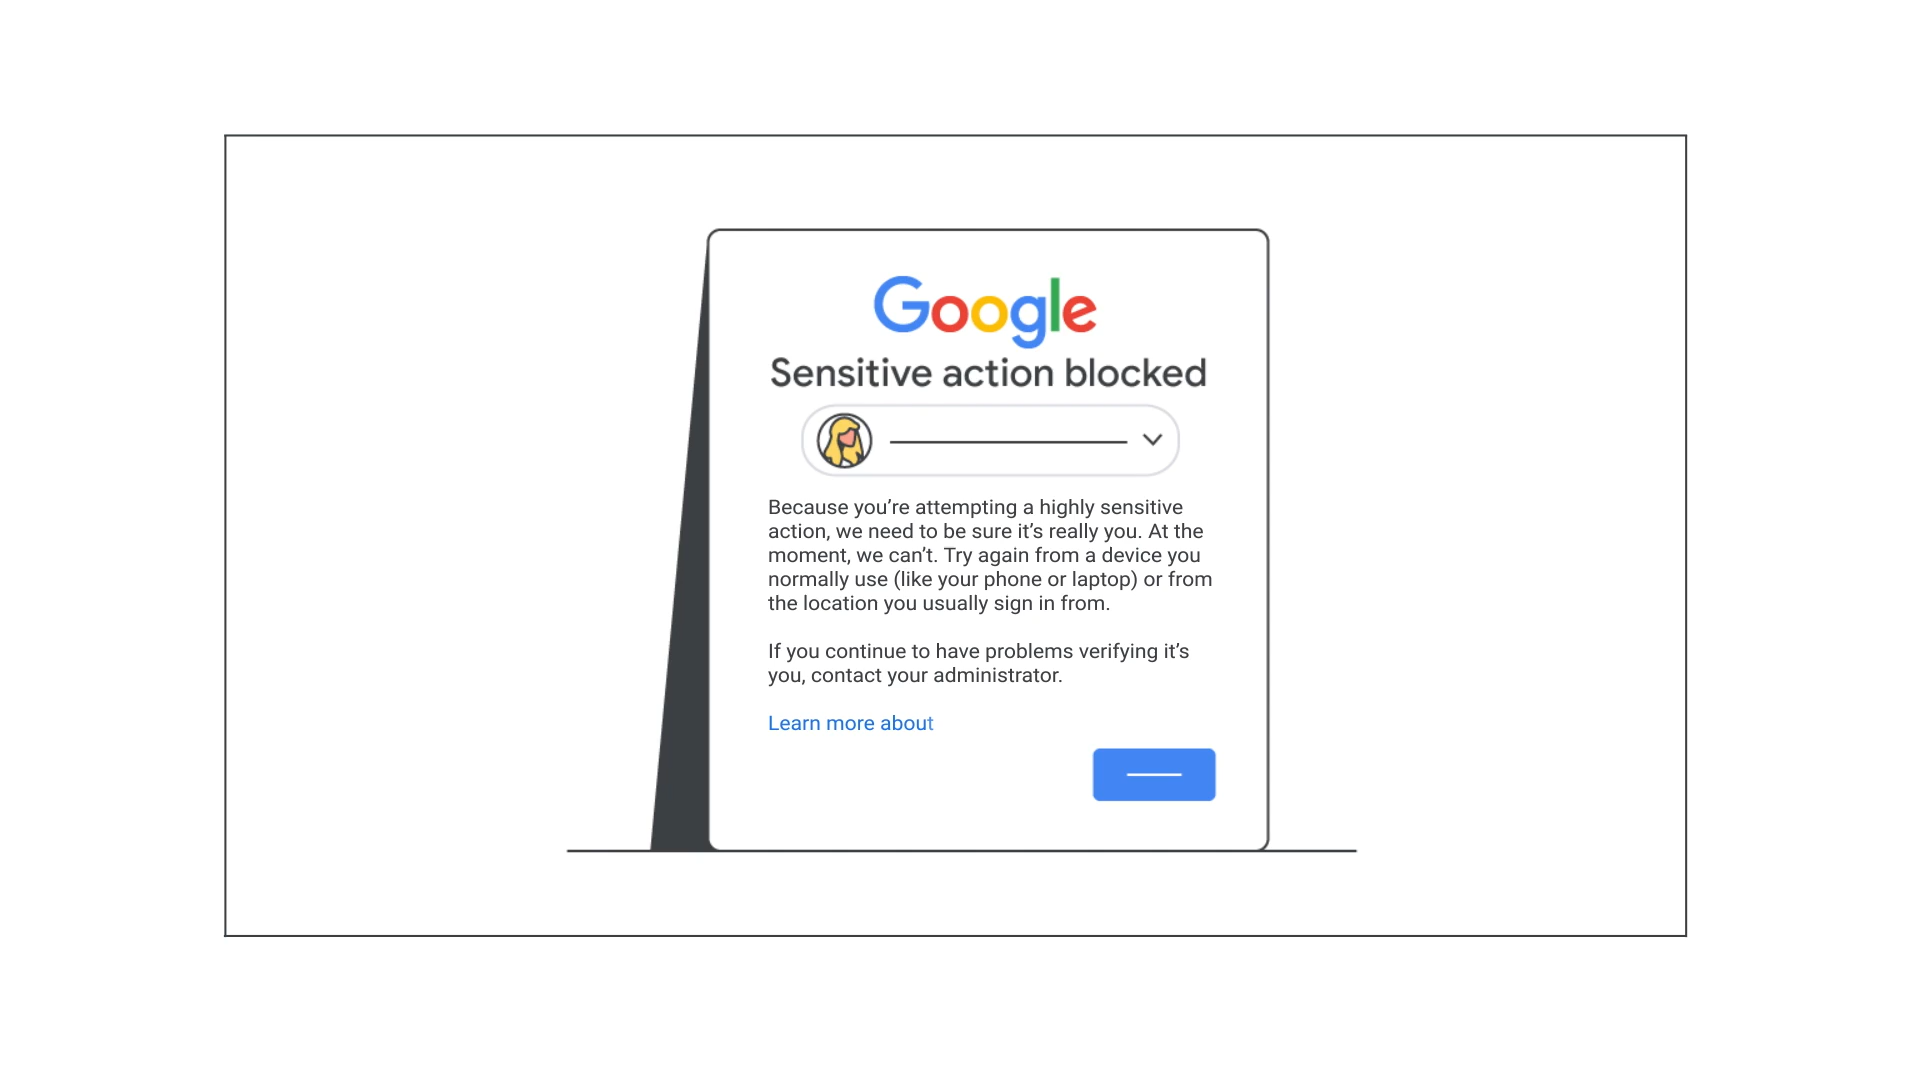 Google
Sensitive action blocked
Because you’re attempting a highly sensitive
action, we need to be sure it’s really you. At the
moment, we can’t. Try again from a device you
normally use (like your phone or laptop) or from
the location you usually sign in from.
If you continue to have problems verifying it’s
you, contact your administrator.
Learn more about